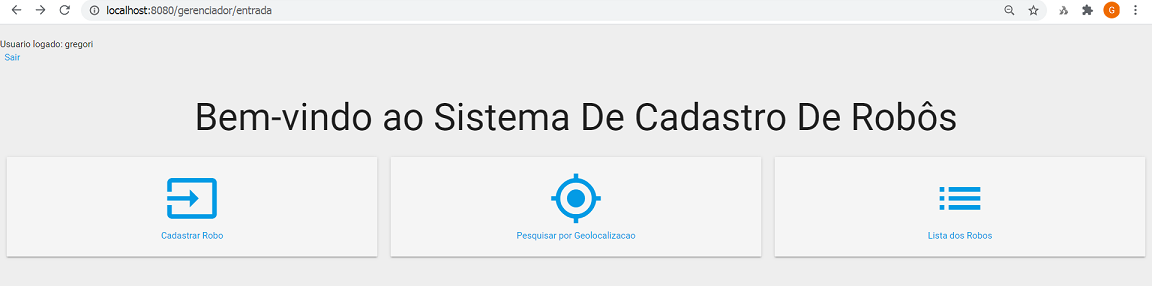 localhost:8080/gerenciador/entrada
G
Usuario logado: gregori
Sair
Bem-vindo ao Sistema De Cadastro De Robôs
Cadastrar Robo
Pesquisar por Geolocalizacao
Lista dos Robos